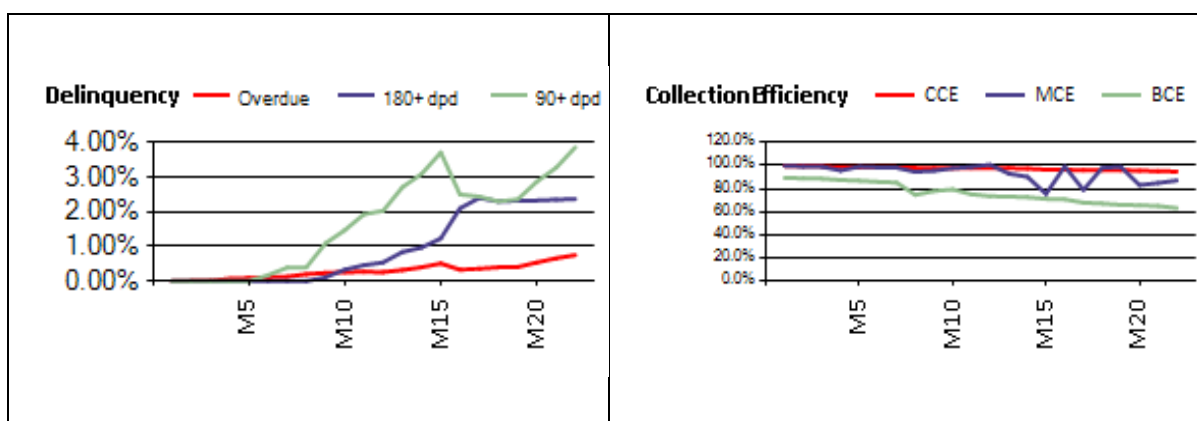 Delinquency Overdue 180+ dpd 90+ dpd
4.00%
3.00%
2.00%
1.00%
0.00%
M5
M10
M15
M20
Collection Efficiency CCE MCE BCE
120.0%
100.0%
80.0%
60.0%
40.0%
20.0%
0.0%
M5
M10
M15
M20